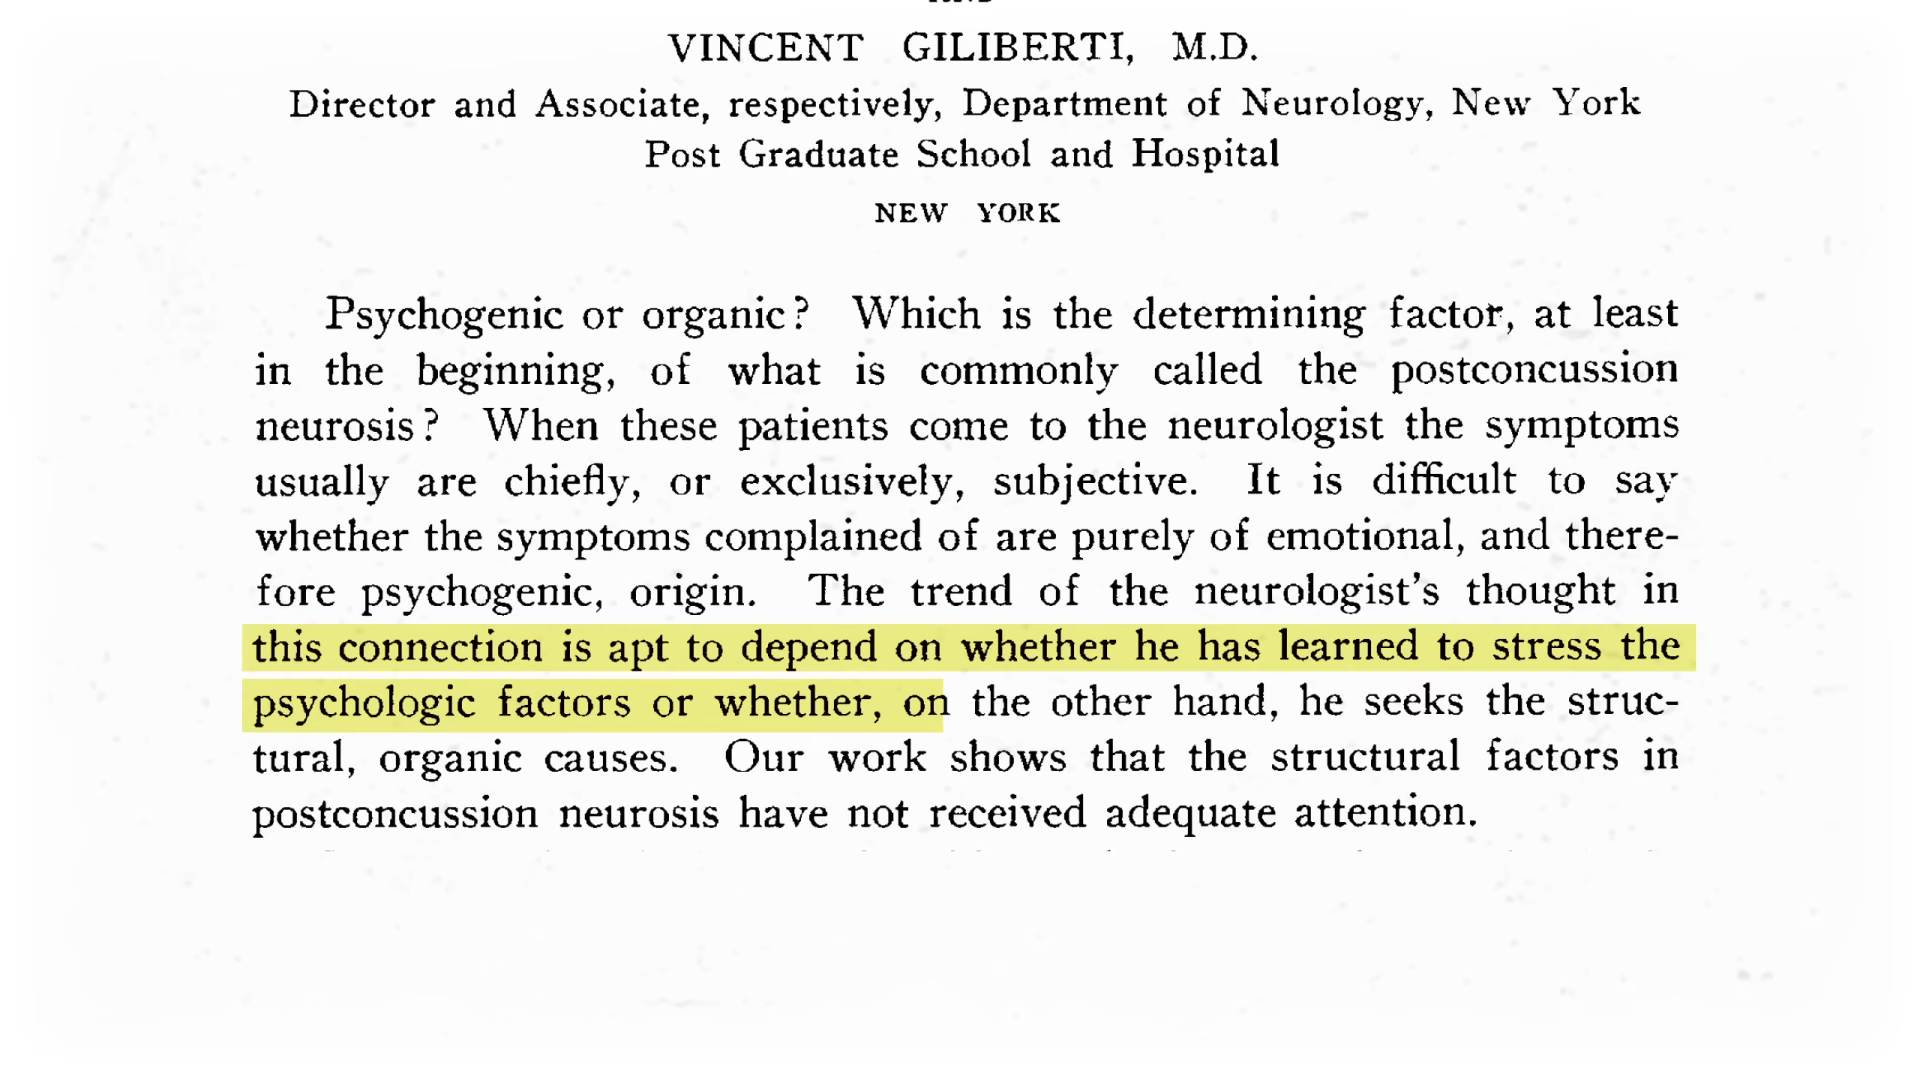 VINCENT GILIBERTI, M.D.
Director and Associate, respectively, Department of Neurology, New York
Post Graduate School and Hospital
NEW YORK
Psychogenic or organic? Which is the determining factor, at least
in the beginning, of what is commonly called the postconcussion
neurosis? When these patients come to the neurologist the symptoms
usually are chiefly, or exclusively, subjective. It is difficult to say
whether the symptoms complained of are purely of emotional, and there-
fore psychogenic, origin. The trend of the neurologist's thought in
this connection is apt to depend on whether he has learned to stress the
psychologic factors or whether, on the other hand, he seeks the struc-
tural, organic causes. Our work shows that the structural factors in
postconcussion neurosis have not received adequate attention.